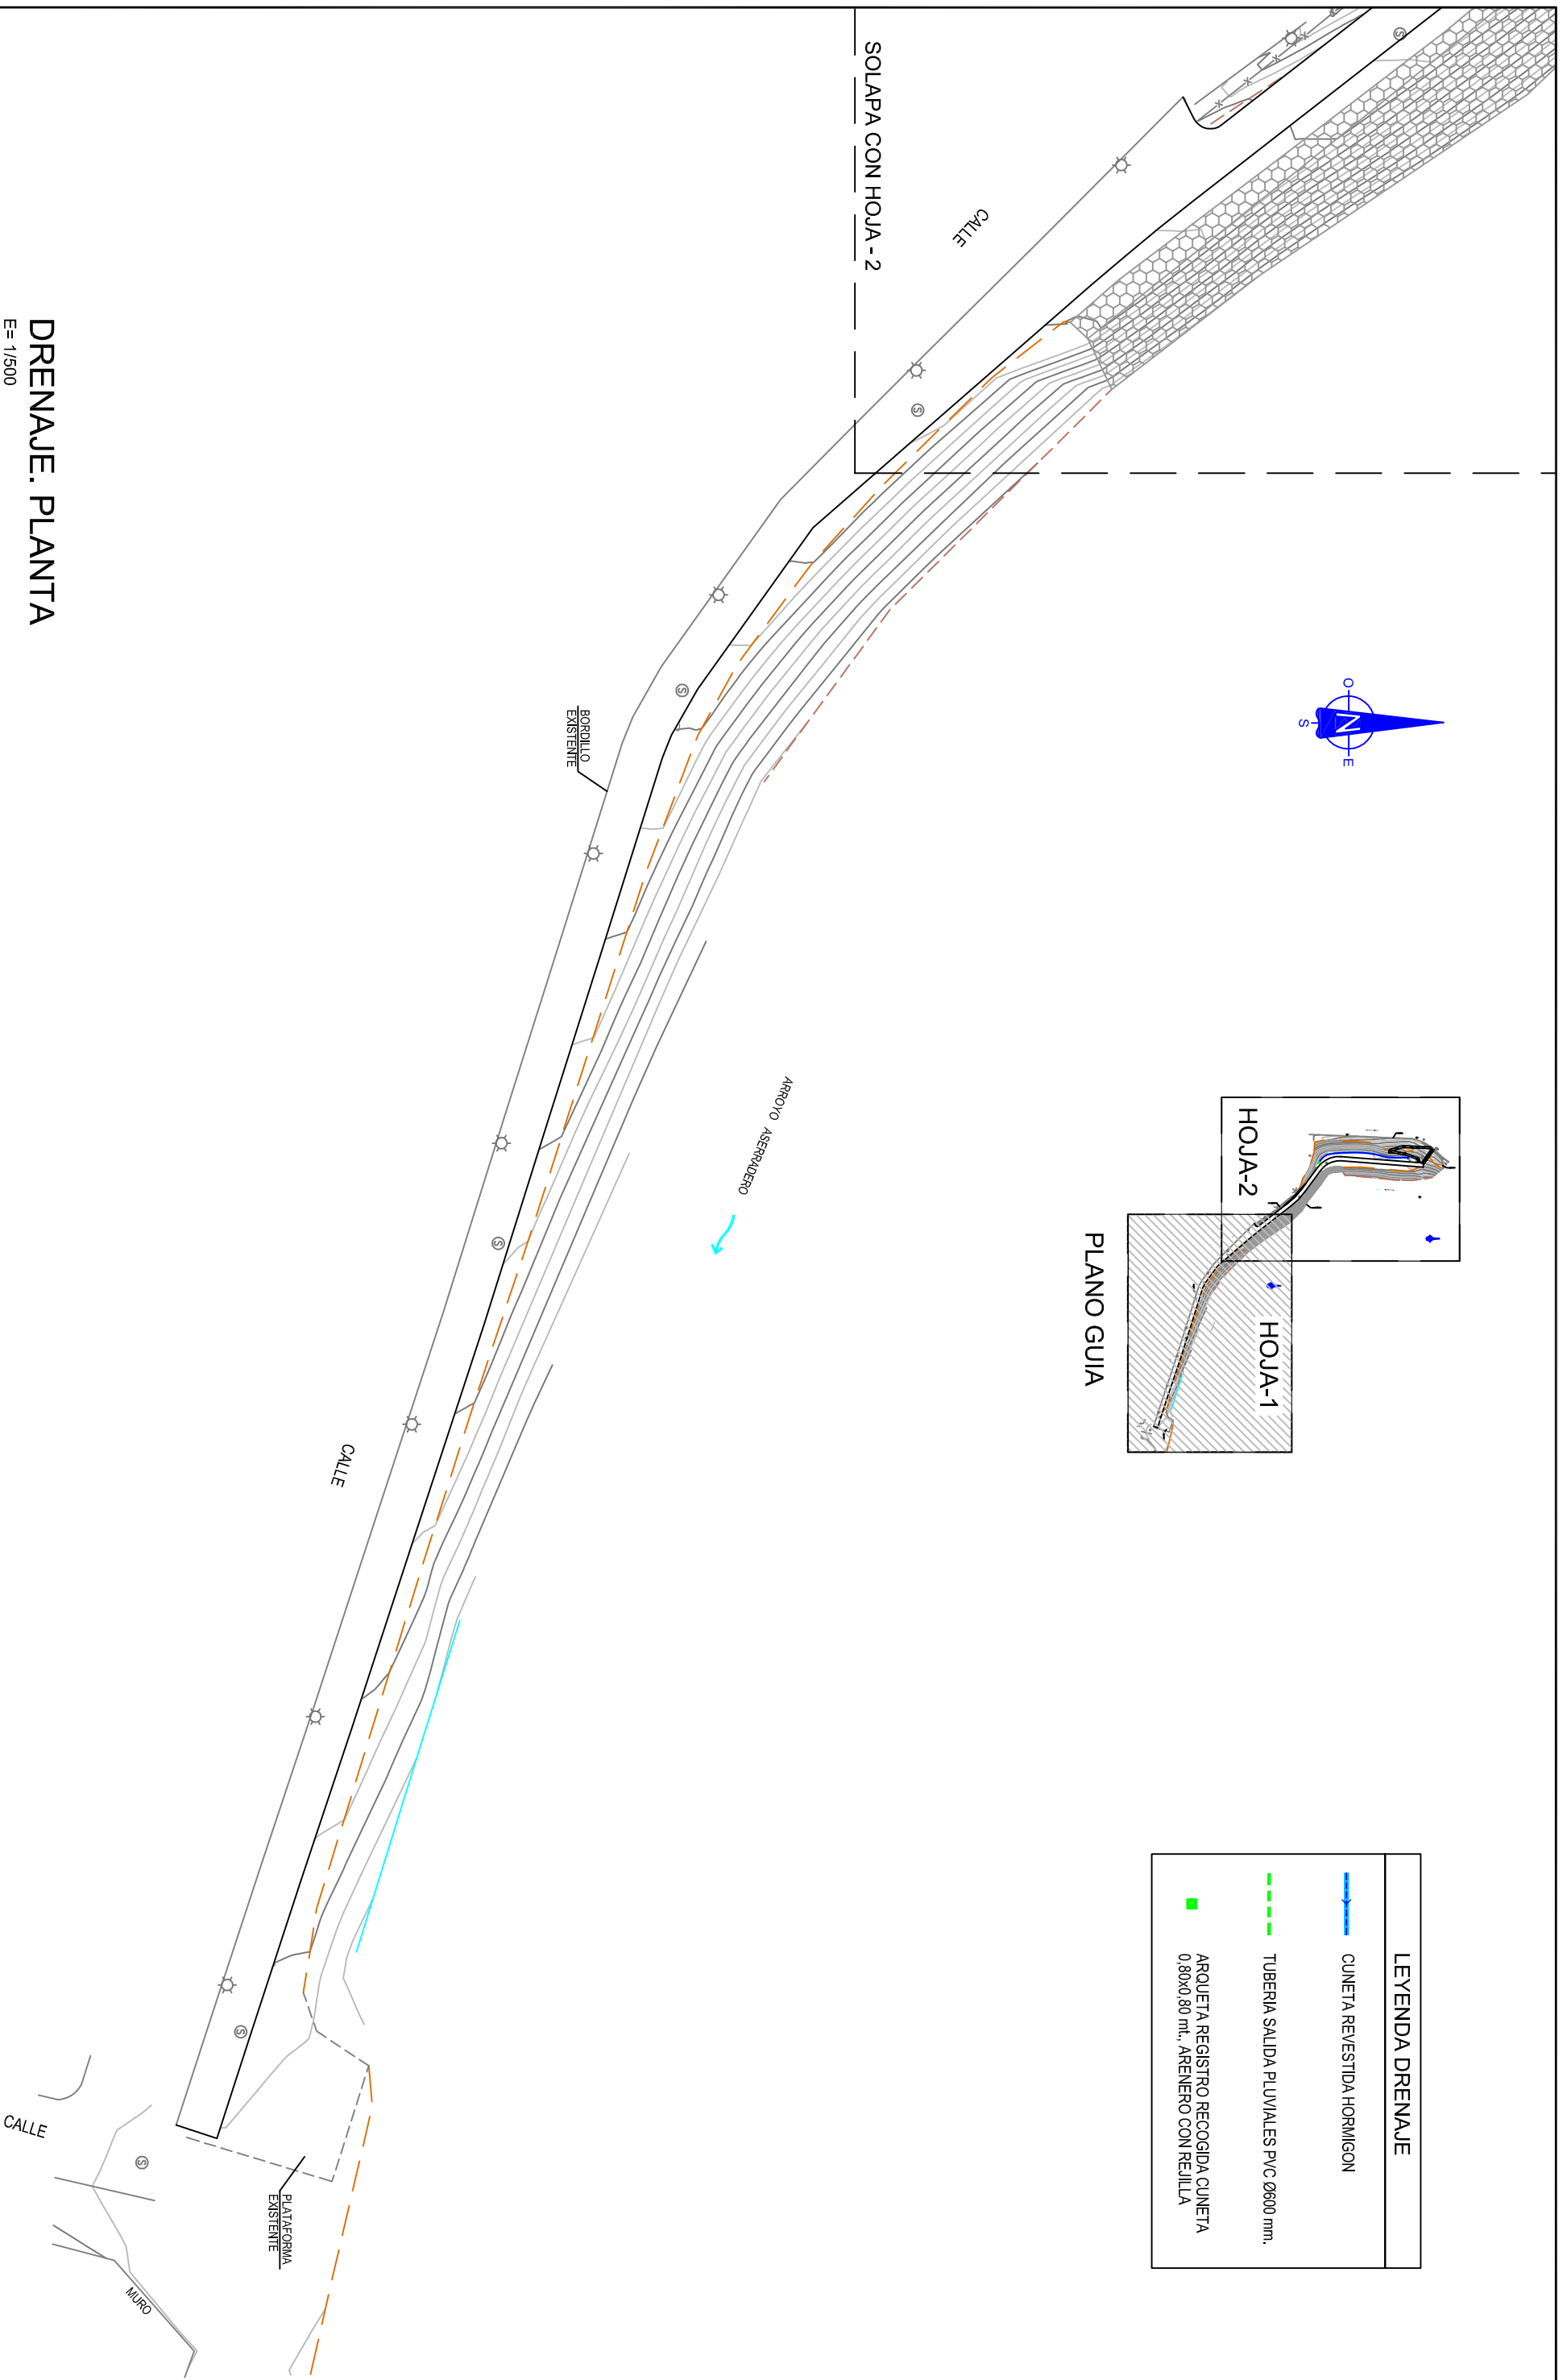 SOLAPA CON HOJA - 2
CALLE
O
N
S
E
HOJA-2
HOJA-1
PLANO GUIA
LEYENDA DRENAJE
CUNETA REVESTIDA HORMIGON
TUBERIA SALIDA PLUVIALES PVC Ø600 mm.
ARQUETA REGISTRO RECOGIDA CUNETA
0,80x0,80 mt., ARENERO CON REJILLA
ARROYO ASERRADERO
BORDILLO
EXISTENTE
CALLE
PLATAFORMA
EXISTENTE
CALLE
MURO
S
S
S
S
S
S
DRENAJE. PLANTA
E= 1/500